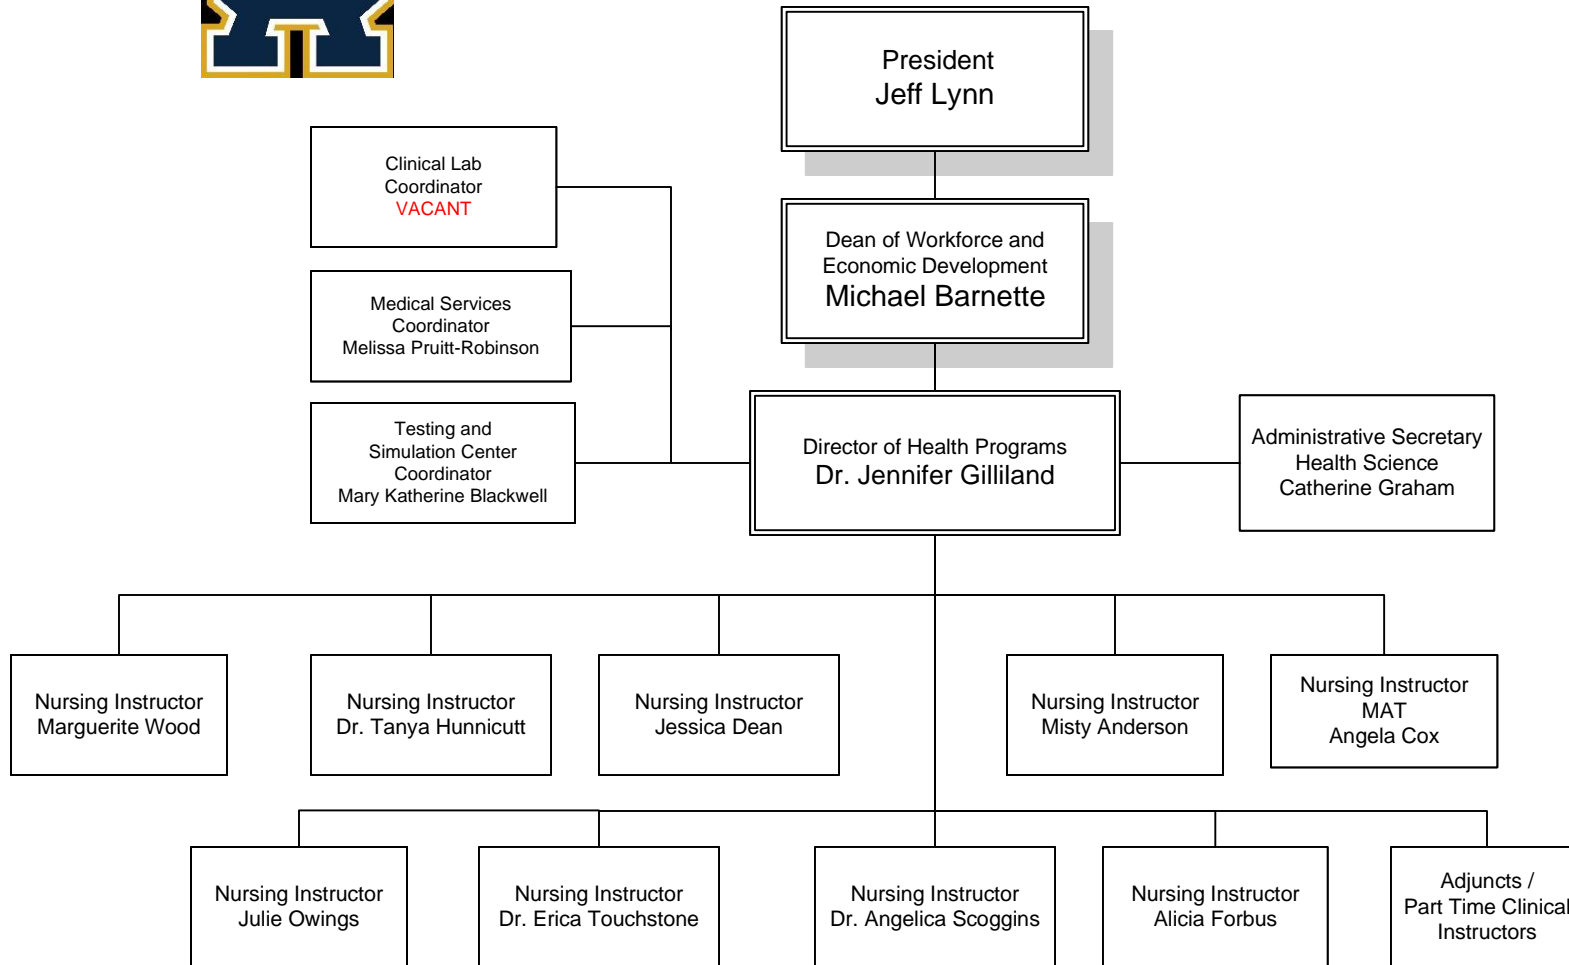 President
Jeff Lynn
Clinical Lab
Coordinator
VACANT
Dean of Workforce and
Economic Development
Michael Barnette
Medical Services
Coordinator
Melissa Pruitt-Robinson
Testing and
Simulation Center
Coordinator
Mary Katherine Blackwell
Director of Health Programs
Dr. Jennifer Gilliland
Administrative Secretary
Health Science
Catherine Graham
Nursing Instructor
Marguerite Wood
Nursing Instructor
Dr. Tanya Hunnicutt
Nursing Instructor
Jessica Dean
Nursing Instructor
Misty Anderson
Nursing Instructor
MAT
Angela Cox
Nursing Instructor
Julie Owings
Nursing Instructor
Dr. Erica Touchstone
Nursing Instructor
Dr. Angelica Scoggins
Nursing Instructor
Alicia Forbus
Adjuncts /
Part Time Clinical
Instructors